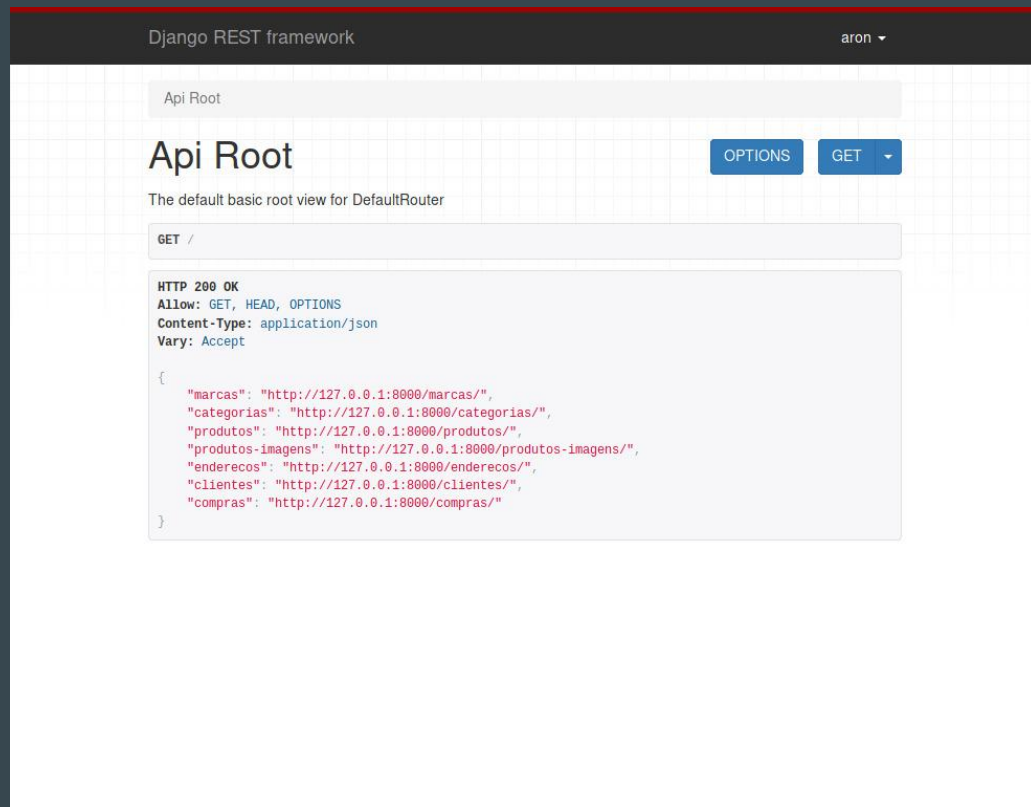 Django REST framework
aron
Api Root
Api Root
OPTIONS
GET
The default basic root view for DefaultRouter
GET /
HTTP 200 OK
Allow: GET, HEAD, OPTIONS
Content-Type: application/json
Vary: Accept
{
    "marcas": "http://127.0.0.1:8000/marcas/",
    "categorias": "http://127.0.0.1:8000/categorias/",
    "produtos": "http://127.0.0.1:8000/produtos/",
    "produtos-imagens": "http://127.0.0.1:8000/produtos-imagens/",
    "enderecos": "http://127.0.0.1:8000/enderecos/",
    "clientes": "http://127.0.0.1:8000/clientes/",
    "compras": "http://127.0.0.1:8000/compras/"
}